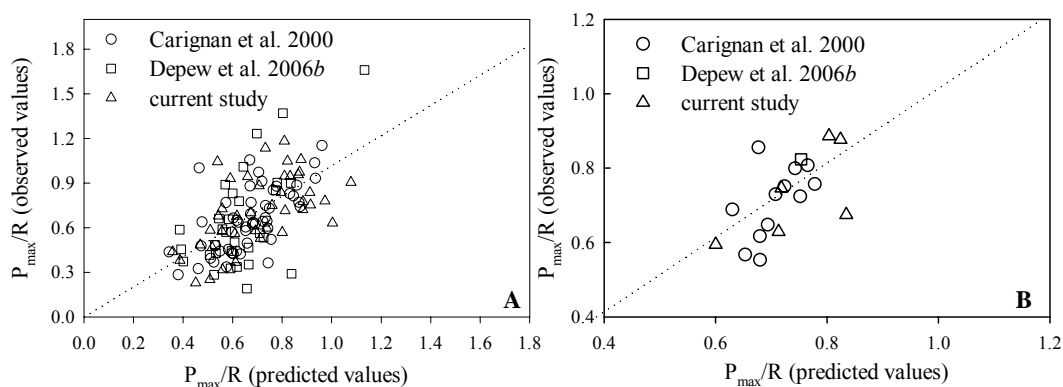 P_max/R (observed values)
1.8
1.5
1.2
0.9
0.6
0.3
0.0
Carignan et al. 2000
Depew et al. 2006b
current study
A
0.0 0.2 0.4 0.6 0.8 1.0 1.2 1.4 1.6 1.8
P_max/R (predicted values)
P_max/R (observed values)
1.2
1.0
0.8
0.6
0.4
Carignan et al. 2000
Depew et al. 2006b
current study
B
0.4 0.6 0.8 1.0 1.2
P_max/R (predicted values)